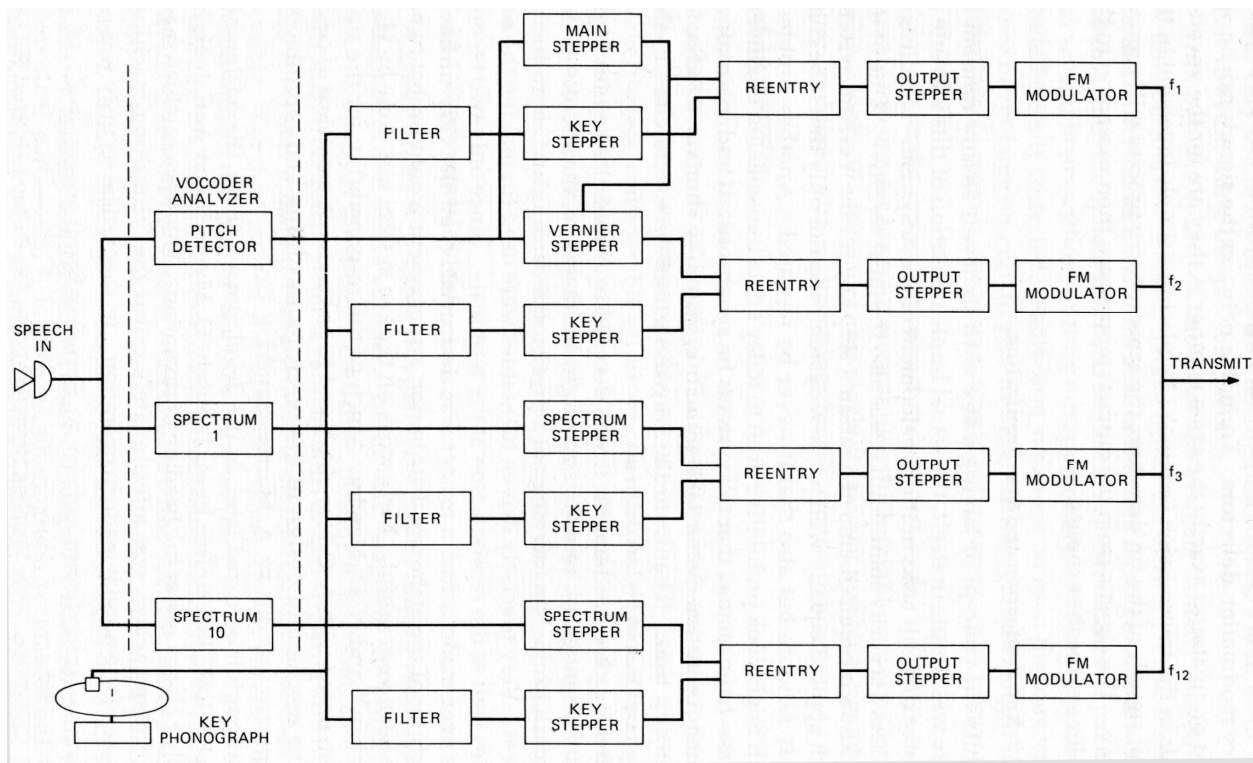 MAIN
STEPPER
REENTRY
OUTPUT
STEPPER
FM
MODULATOR
f1
FILTER
KEY
STEPPER
VOCODER
ANALYZER
PITCH
DETECTOR
VERNIER
STEPPER
REENTRY
OUTPUT
STEPPER
FM
MODULATOR
f2
FILTER
KEY
STEPPER
SPEECH
IN
TRANSMIT
SPECTRUM
1
SPECTRUM
STEPPER
REENTRY
OUTPUT
STEPPER
FM
MODULATOR
f3
FILTER
KEY
STEPPER
SPECTRUM
10
SPECTRUM
STEPPER
REENTRY
OUTPUT
STEPPER
FM
MODULATOR
f12
FILTER
KEY
STEPPER
KEY
PHONOGRAPH